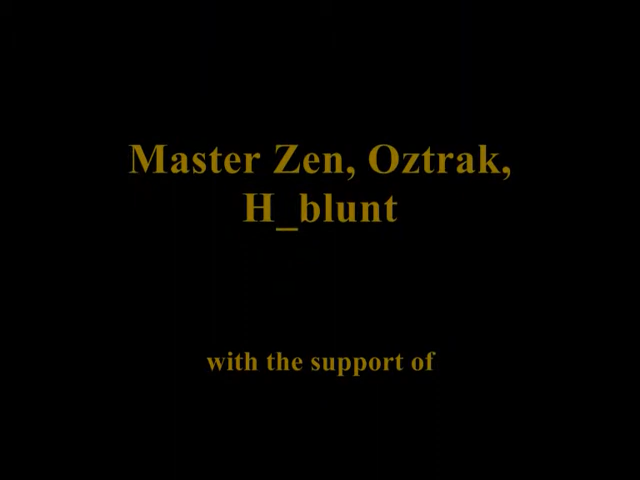 Master Zen, Oztrak,
H_blunt
with the support of